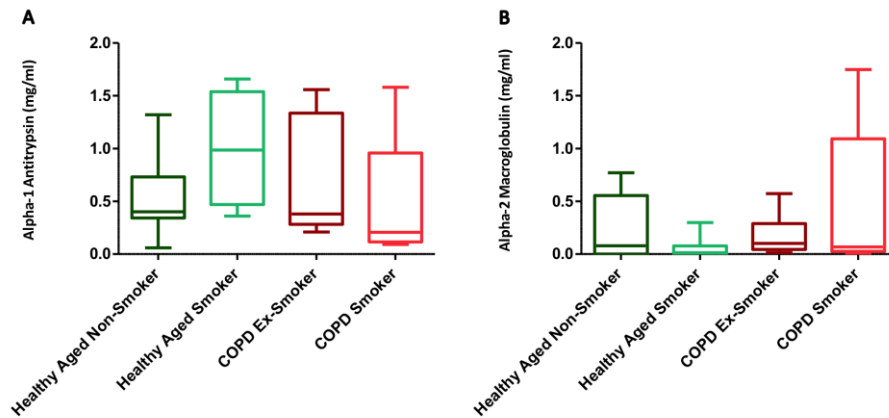 A
Alpha-1 Antitrypsin (mg/ml)
2.0
1.5
1.0
0.5
0.0
Healthy Aged Non-Smoker
Healthy Aged Smoker
COPD Ex-Smoker
COPD Smoker
B
Alpha-2 Macroglobulin (mg/ml)
2.0
1.5
1.0
0.5
0.0
Healthy Aged Non-Smoker
Healthy Aged Smoker
COPD Ex-Smoker
COPD Smoker